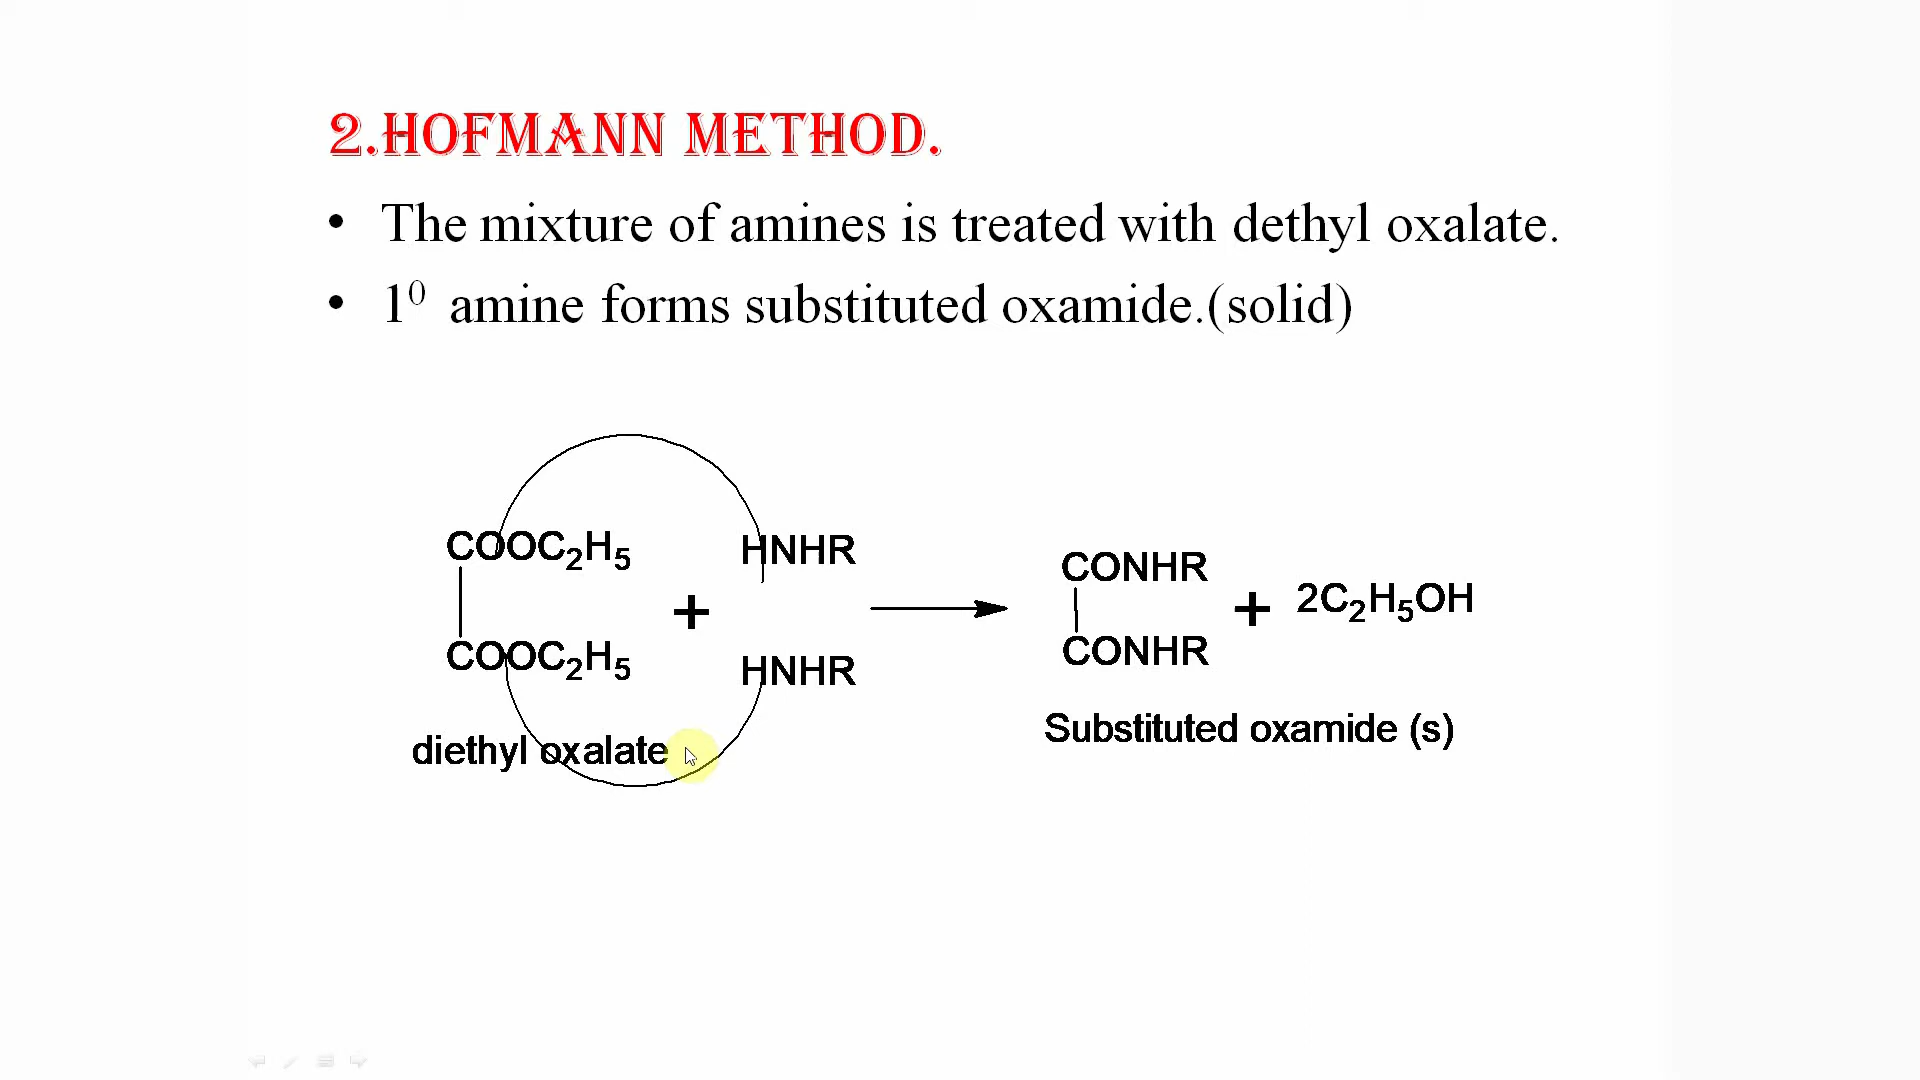 2.HOFMANN METHOD.
• The mixture of amines is treated with dethyl oxalate.
• 1⁰ amine forms substituted oxamide.(solid)
COOC₂H₅ HNHR
CONHR
+ + 2C₂H₅OH
COOC₂H₅ HNHR
CONHR
diethyl oxalate
Substituted oxamide (s)